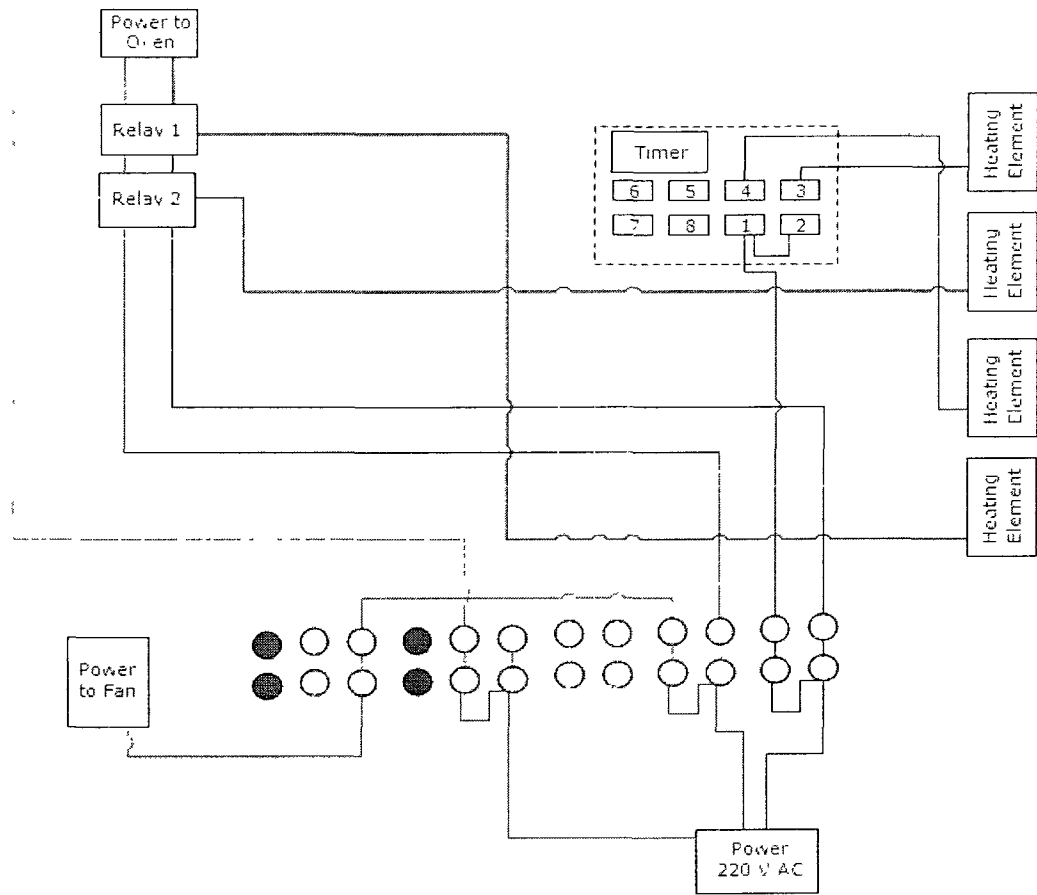 Power to
Oven
Relay 1
Relay 2
Timer
6 5 4 3
7 8 1 2
Heating
Element
Heating
Element
Heating
Element
Heating
Element
Power
to Fan
Power
220 V AC